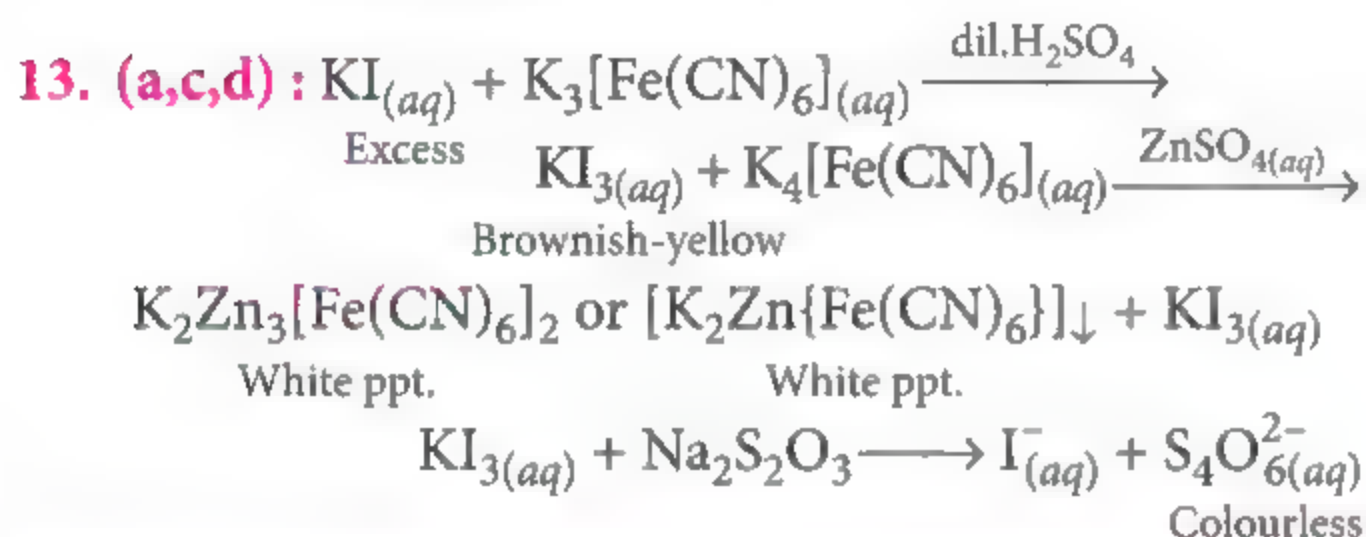 13. (a,c,d) : KI(aq) + K₃[Fe(CN)₆](aq) —dil.H₂SO₄→
Excess
KI₃(aq) + K₄[Fe(CN)₆](aq) —ZnSO₄(aq)→
Brownish-yellow
K₂Zn₃[Fe(CN)₆]₂ or [K₂Zn{Fe(CN)₆}]↓ + KI₃(aq)
White ppt. White ppt.
KI₃(aq) + Na₂S₂O₃ ⟶ I⁻(aq) + S₄O₆²⁻(aq)
Colourless